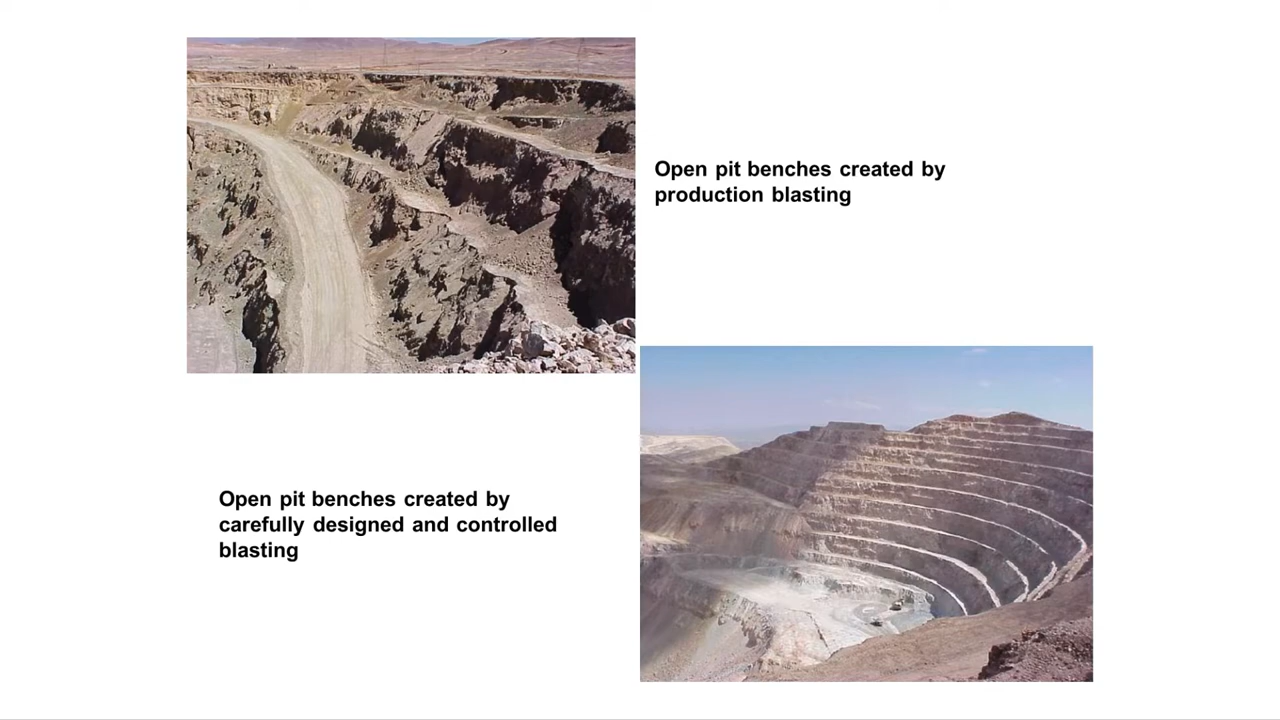 Open pit benches created by
production blasting
Open pit benches created by
carefully designed and controlled
blasting